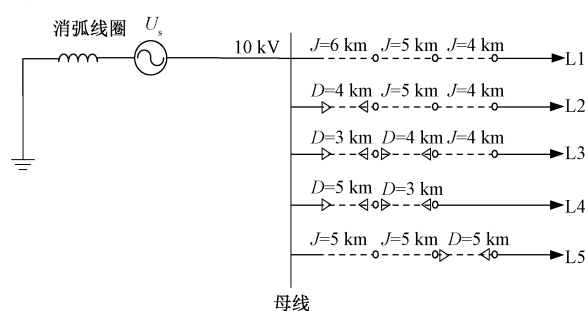 消弧线圈
Us
10 kV
J=6 km J=5 km J=4 km
L1
D=4 km J=5 km J=4 km
L2
D=3 km D=4 km J=4 km
L3
D=5 km D=3 km
L4
J=5 km J=5 km D=5 km
L5
母线